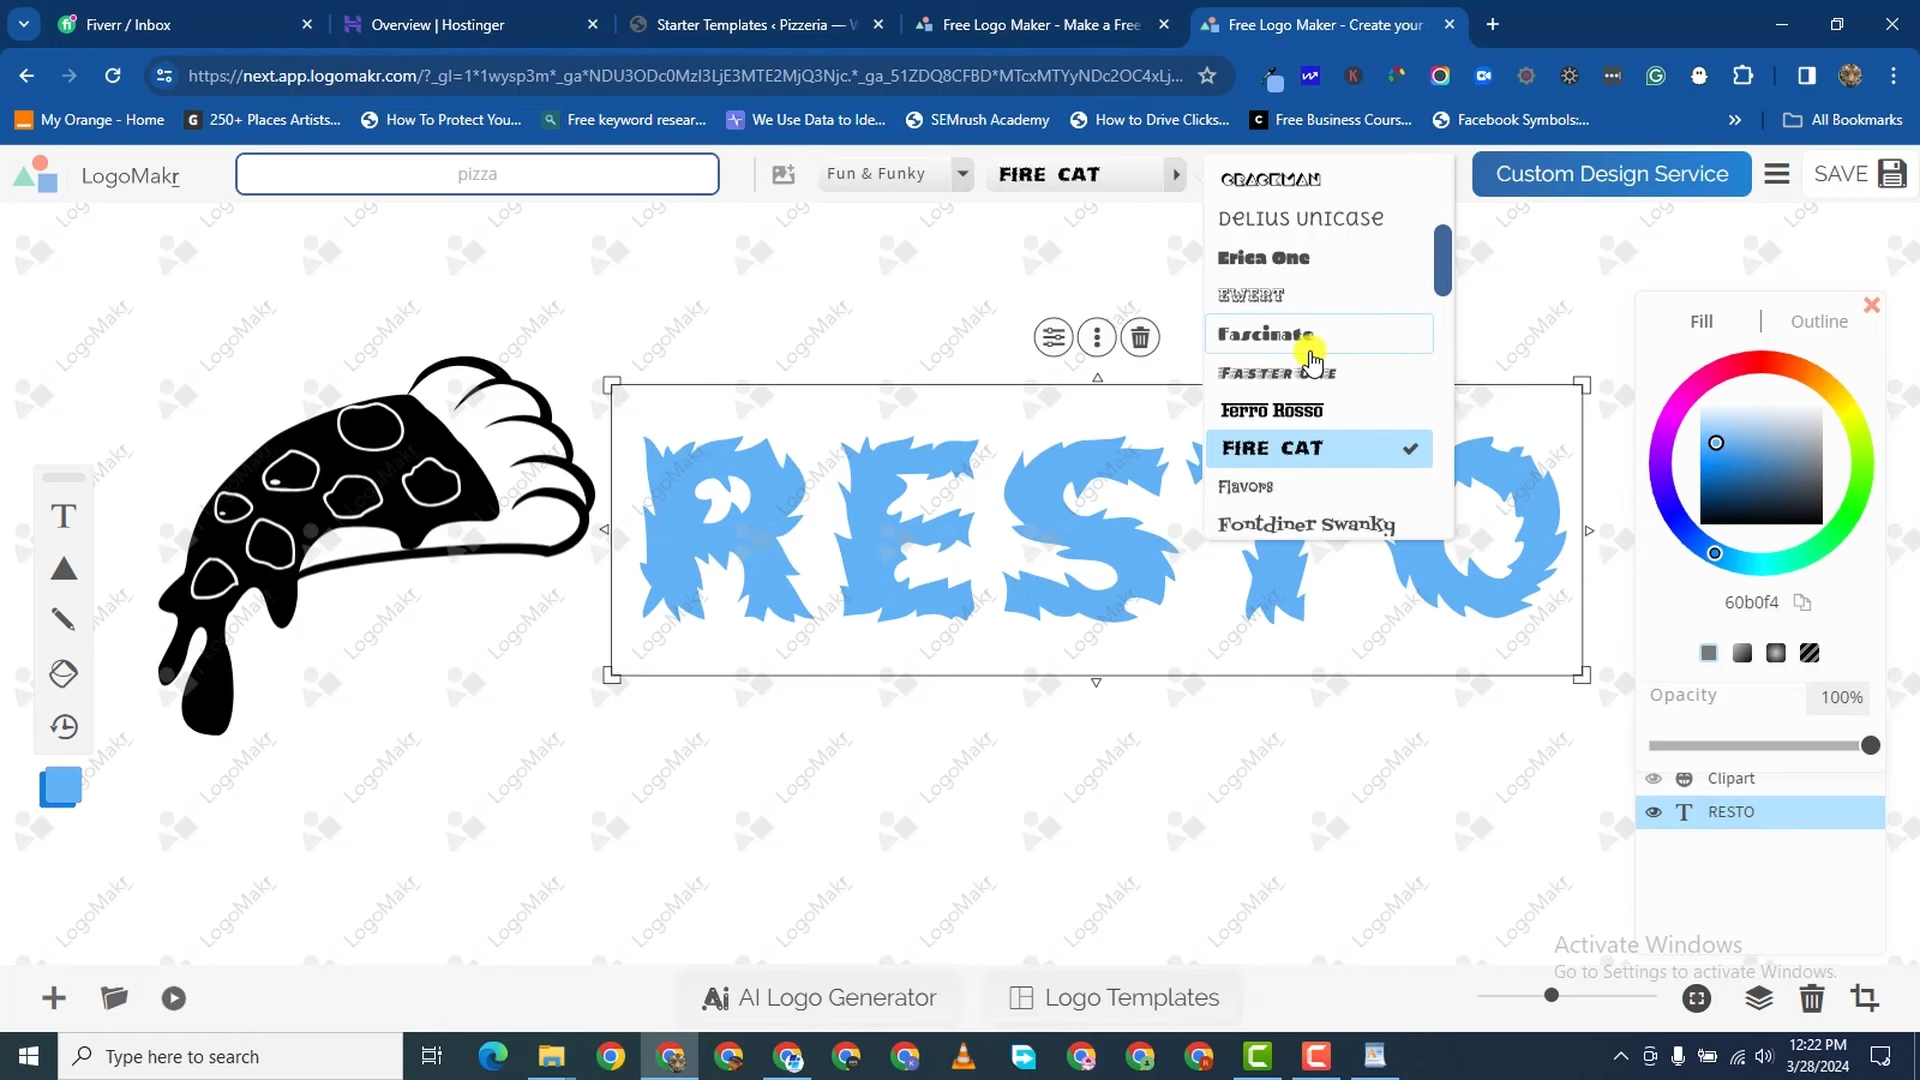 Fiverr / Inbox
Overview | Hostinger
Starter Templates ‹ Pizzeria —
Free Logo Maker - Make a Free
Free Logo Maker - Create your
https://next.app.logomakr.com/?_gl=1*1wysp3m*_ga*NDU3ODc0MzI3LjE3MTE2MjQ3Njc.*_ga_51ZDQ8CFBD*MTcxMTYyNDc2OC4xLj...
My Orange - Home
250+ Places Artists...
How To Protect You...
Free keyword resear...
We Use Data to Ide...
SEMrush Academy
How to Drive Clicks...
Free Business Cours...
Facebook Symbols:...
All Bookmarks
LogoMakr
pizza
Fun & Funky
FIRE CAT
Custom Design Service
SAVE
CRACKMAN
Delius Unicase
Erica One
EWERT
Fascinate
FASTER ONE
Ferro Rosso
FIRE CAT
Flavors
Fontdiner Swanky
RESTO
Fill
Outline
60b0f4
Opacity
100%
Clipart
RESTO
Activate Windows
Go to Settings to activate Windows.
AI Logo Generator
Logo Templates
Type here to search
12:22 PM
3/28/2024